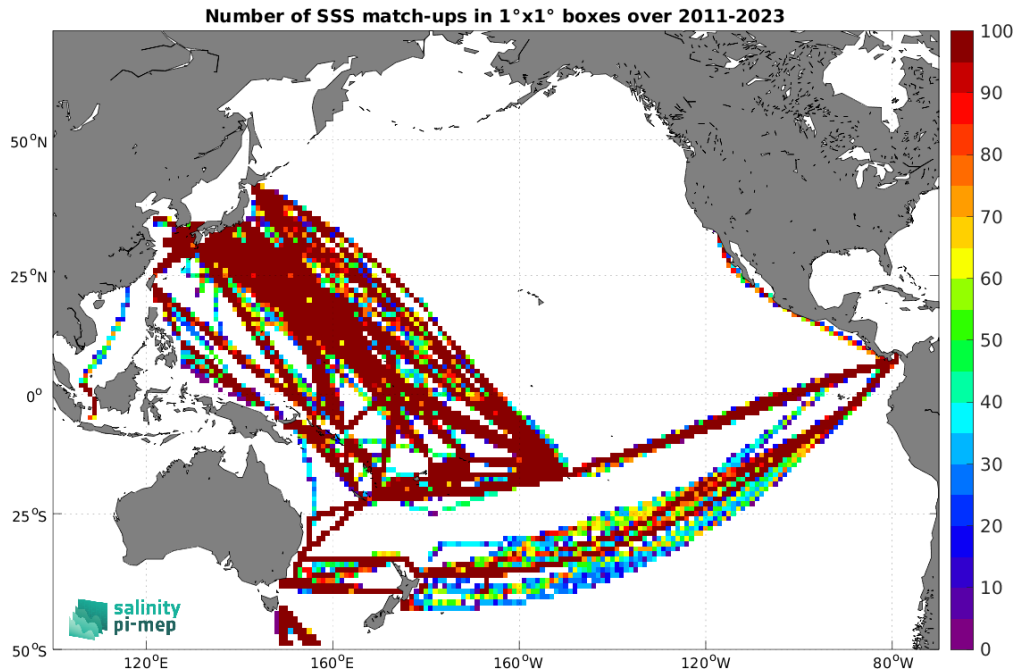 Number of SSS match-ups in 1°x1° boxes over 2011-2023
100
90
80
70
60
50
40
30
20
10
0
50°N
25°N
0°
25°S
50°S
120°E
160°E
160°W
120°W
80°W
salinity
pi-mep